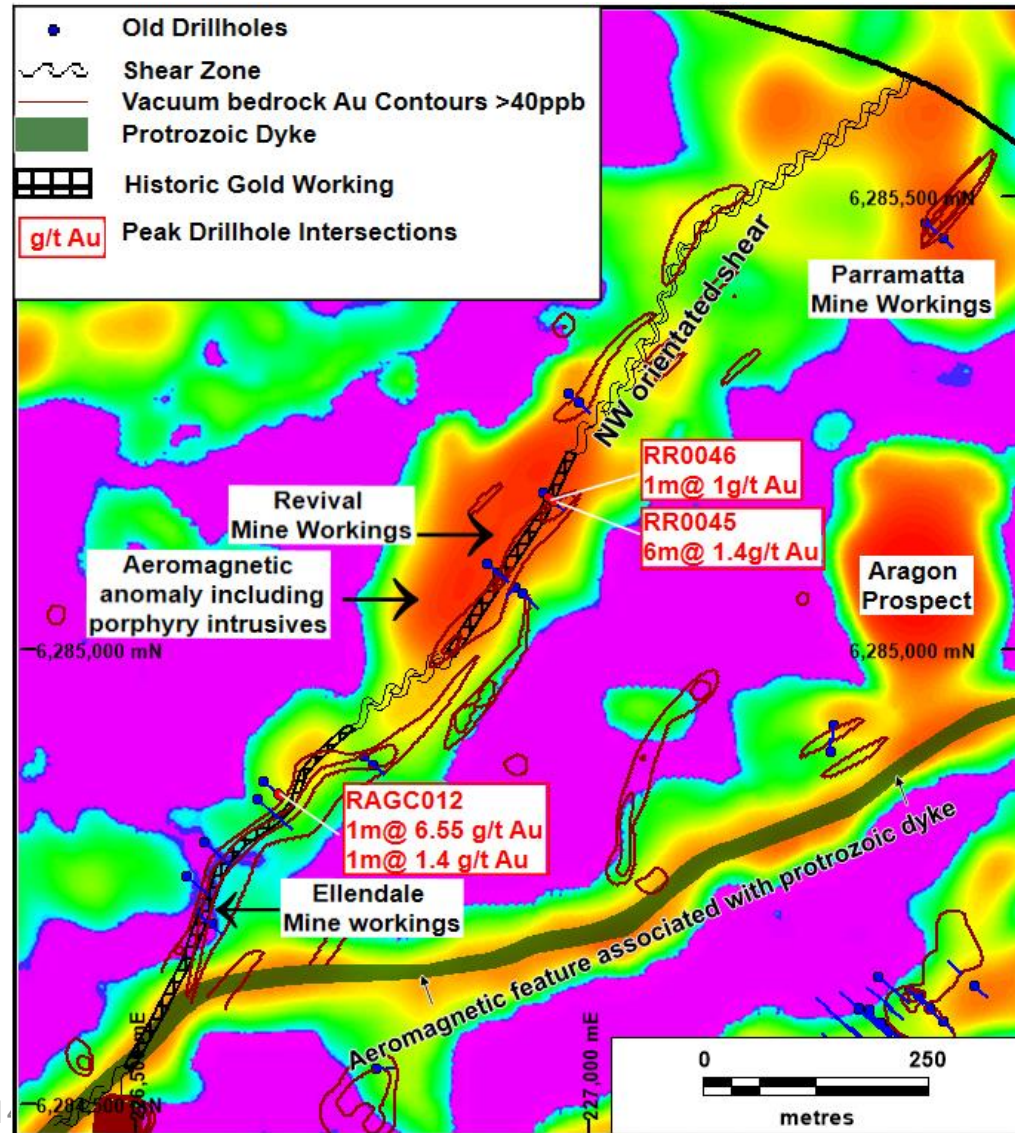 Old Drillholes
Shear Zone
Vacuum bedrock Au Contours >40ppb
Protrozoic Dyke
Historic Gold Working
g/t Au
Peak Drillhole Intersections
6,285,500 mN
Parramatta
Mine Workings
NW orientated shear
RR0046
1m@ 1g/t Au
RR0045
6m@ 1.4g/t Au
Revival
Mine Workings
Aeromagnetic
anomaly including
porphyry intrusives
Aragon
Prospect
6,285,000 mN
6,285,000 mN
RAGC012
1m@ 6.55 g/t Au
1m@ 1.4 g/t Au
Ellendale
Mine workings
Aeromagnetic feature associated with protrozoic dyke
6,284,500 mN
227,000 mE
0
250
metres